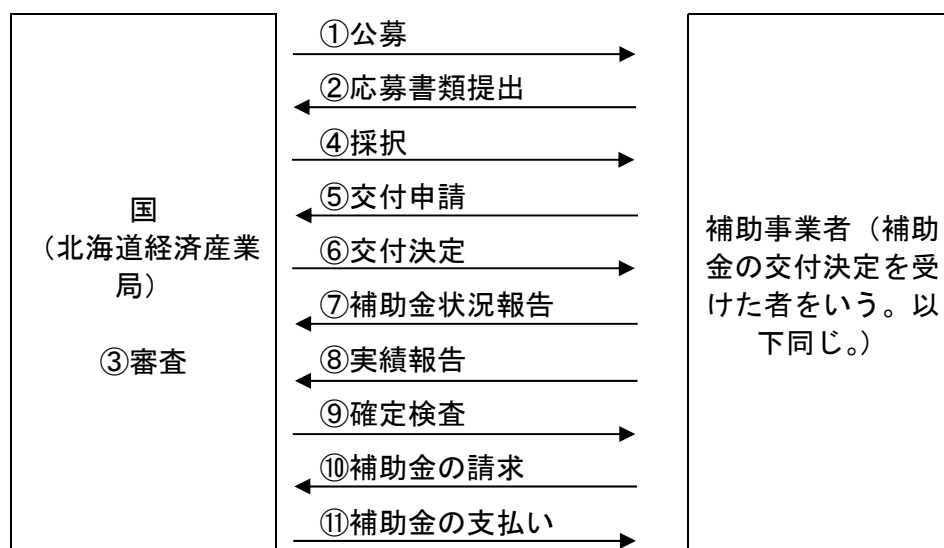 国
（北海道経済産業
局）
③審査
①公募
②応募書類提出
④採択
⑤交付申請
⑥交付決定
⑦補助金状況報告
⑧実績報告
⑨確定検査
⑩補助金の請求
⑪補助金の支払い
補助事業者（補助
金の交付決定を受
けた者をいう。以
下同じ。）